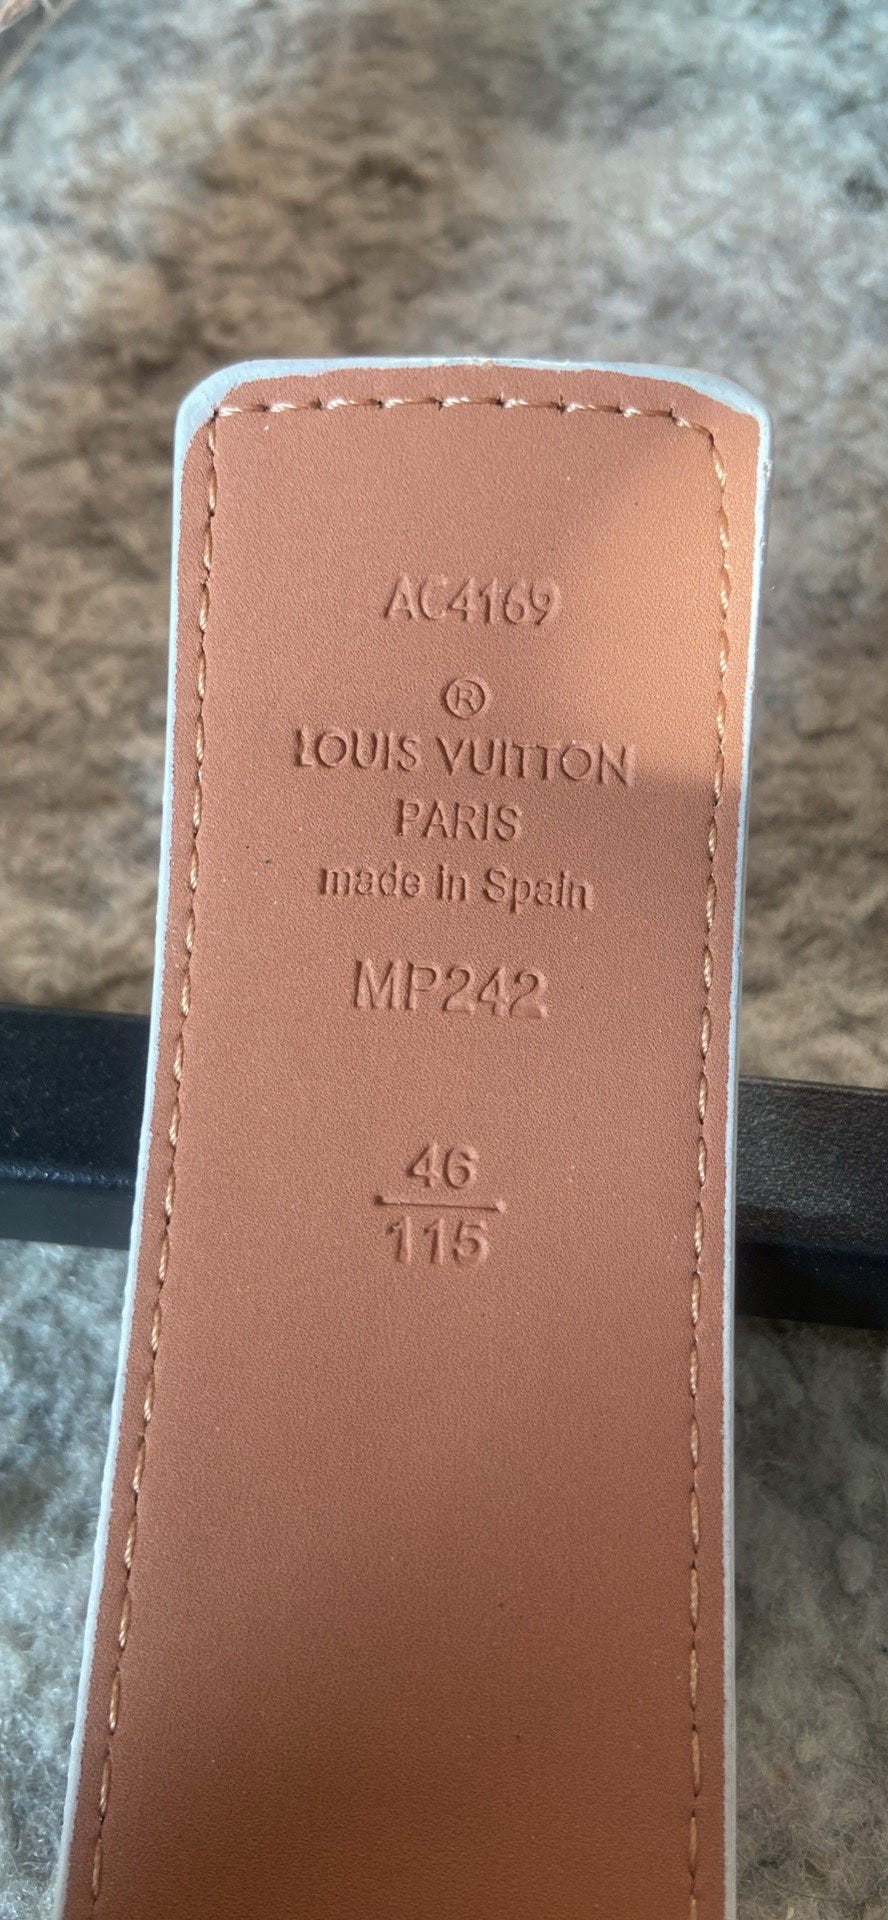 AC4169
®
LOUIS VUITTON
PARIS
made in Spain
MP242
46
115